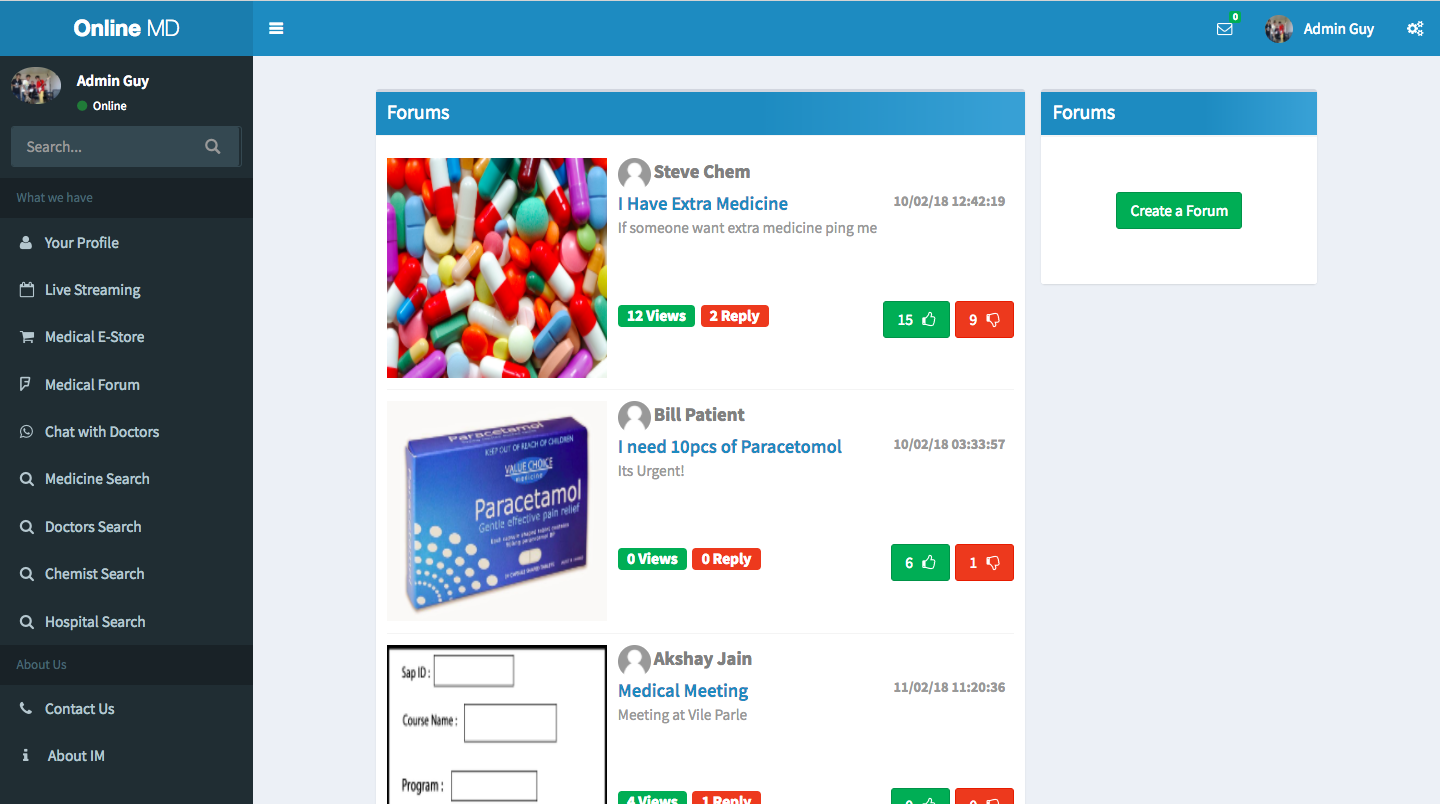 Online MD
0
Admin Guy
Admin Guy
Online
Search...
What we have
Your Profile
Live Streaming
Medical E-Store
Medical Forum
Chat with Doctors
Medicine Search
Doctors Search
Chemist Search
Hospital Search
About Us
Contact Us
About IM
Forums
Steve Chem
I Have Extra Medicine
10/02/18 12:42:19
If someone want extra medicine ping me
12 Views
2 Reply
15
9
Paracetamol
KEEP OUT OF REACH OF CHILDREN
VALUE CHOICE
Paracetamol
Gentle effective pain relief
Bill Patient
I need 10pcs of Paracetomol
10/02/18 03:33:57
Its Urgent!
0 Views
0 Reply
6
1
Sap ID :
Course Name :
Program :
Akshay Jain
Medical Meeting
11/02/18 11:20:36
Meeting at Vile Parle
4 Views
1 Reply
Forums
Create a Forum